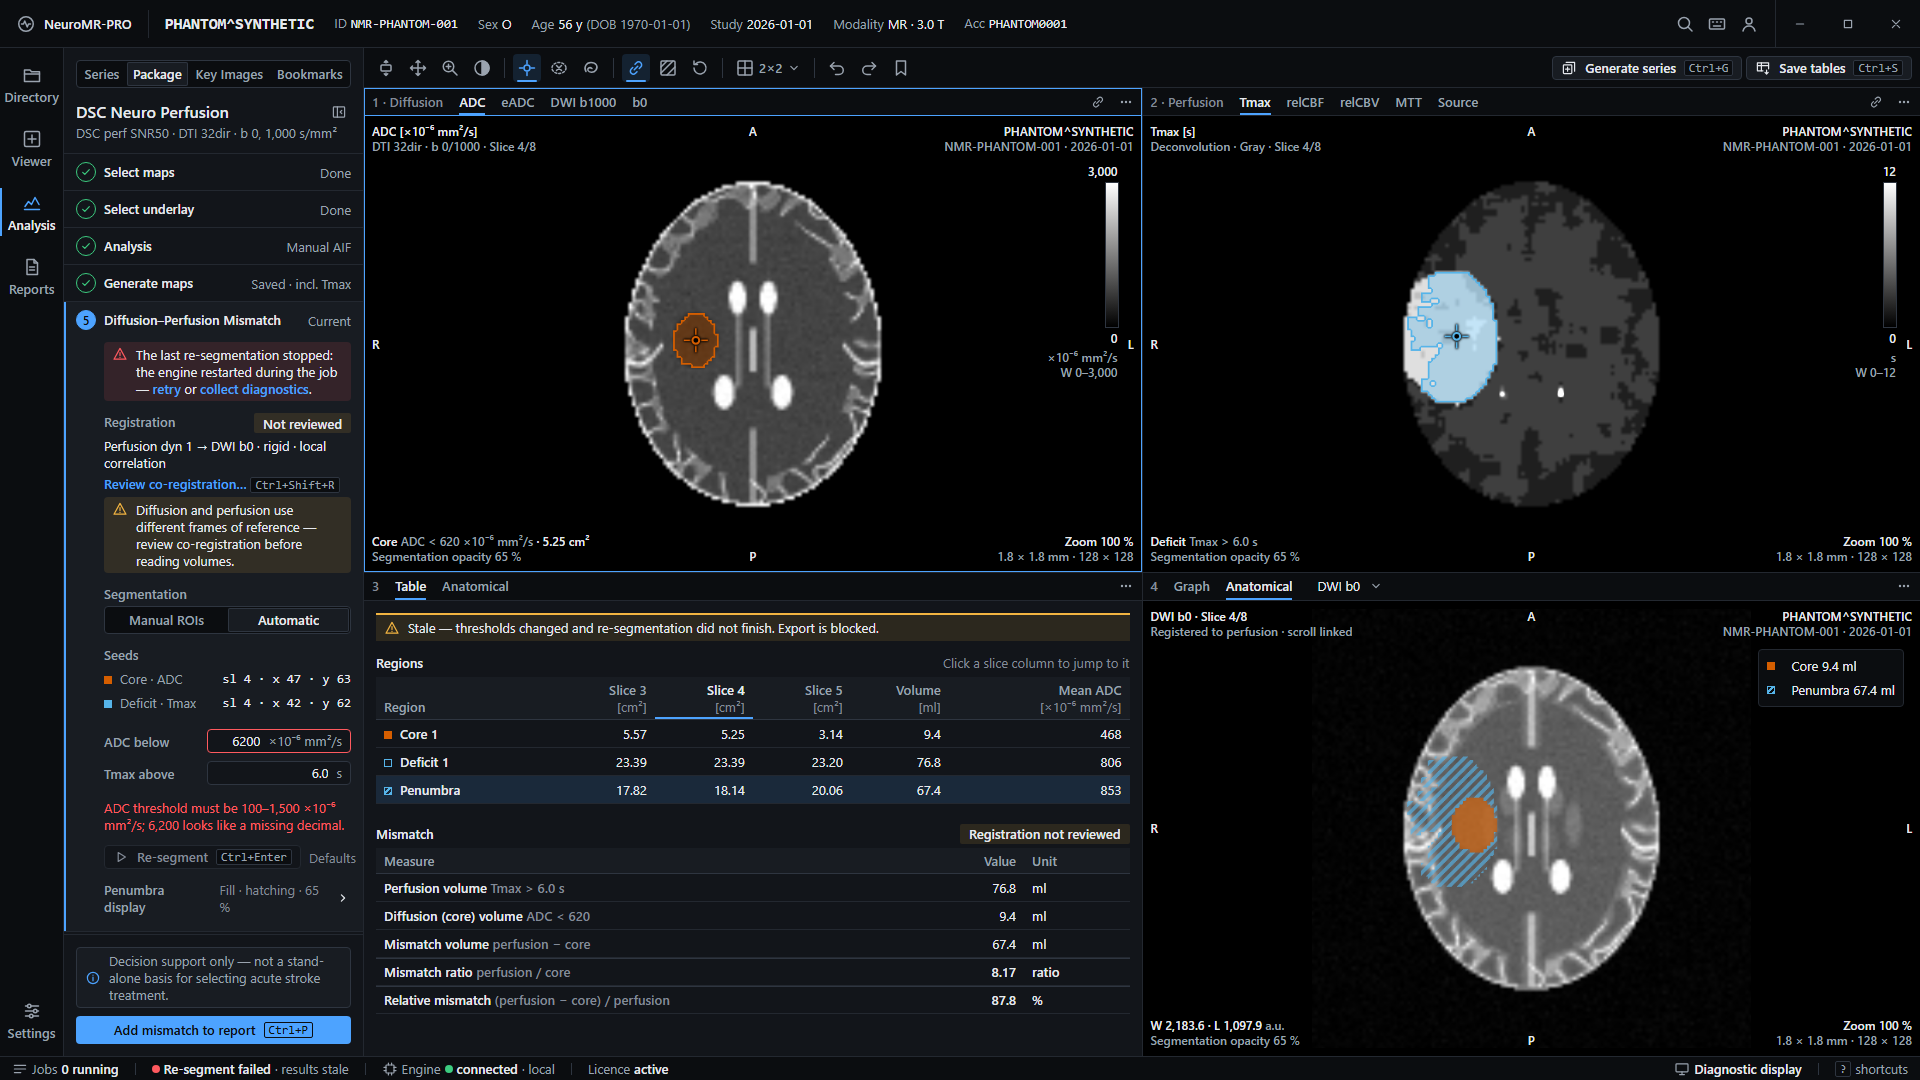 NeuroMR-PRO PHANTOM^SYNTHETIC ID NMR-PHANTOM-001 Sex O Age 56 y (DOB 1970-01-01) Study 2026-01-01 Modality MR · 3.0 T Acc PHANTOM0001
Directory
Viewer
Analysis
Reports
Settings
Series Package Key Images Bookmarks
DSC Neuro Perfusion
DSC perf SNR50 · DTI 32dir · b 0, 1,000 s/mm²
Select maps Done
Select underlay Done
Analysis Manual AIF
Generate maps Saved · incl. Tmax
5 Diffusion–Perfusion Mismatch Current
The last re-segmentation stopped:
the engine restarted during the job
— retry or collect diagnostics.
Registration Not reviewed
Perfusion dyn 1 → DWI b0 · rigid · local
correlation
Review co-registration... Ctrl+Shift+R
Diffusion and perfusion use
different frames of reference —
review co-registration before
reading volumes.
Segmentation
Manual ROIs Automatic
Seeds
Core · ADC sl 4 · x 47 · y 63
Deficit · Tmax sl 4 · x 42 · y 62
ADC below 6200 ×10⁻⁶ mm²/s
Tmax above 6.0 s
ADC threshold must be 100–1,500 ×10⁻⁶
mm²/s; 6,200 looks like a missing decimal.
Re-segment Ctrl+Enter Defaults
Penumbra Fill · hatching · 65
display %
Decision support only — not a stand-
alone basis for selecting acute stroke
treatment.
Add mismatch to report Ctrl+P
2×2
Generate series Ctrl+G Save tables Ctrl+S
1 · Diffusion ADC eADC DWI b1000 b0
ADC [×10⁻⁶ mm²/s] A PHANTOM^SYNTHETIC
DTI 32dir · b 0/1000 · Slice 4/8 NMR-PHANTOM-001 · 2026-01-01
3,000
0
R L
×10⁻⁶ mm²/s
W 0–3,000
Core ADC < 620 ×10⁻⁶ mm²/s · 5.25 cm² Zoom 100 %
Segmentation opacity 65 % P 1.8 × 1.8 mm · 128 × 128
2 · Perfusion Tmax relCBF relCBV MTT Source
Tmax [s] A PHANTOM^SYNTHETIC
Deconvolution · Gray · Slice 4/8 NMR-PHANTOM-001 · 2026-01-01
12
0
R L
s
W 0–12
Deficit Tmax > 6.0 s Zoom 100 %
Segmentation opacity 65 % P 1.8 × 1.8 mm · 128 × 128
3 Table Anatomical
Stale — thresholds changed and re-segmentation did not finish. Export is blocked.
Regions Click a slice column to jump to it
Slice 3 Slice 4 Slice 5 Volume Mean ADC
Region [cm²] [cm²] [cm²] [ml] [×10⁻⁶ mm²/s]
Core 1 5.57 5.25 3.14 9.4 468
Deficit 1 23.39 23.39 23.20 76.8 806
Penumbra 17.82 18.14 20.06 67.4 853
Mismatch Registration not reviewed
Measure Value Unit
Perfusion volume Tmax > 6.0 s 76.8 ml
Diffusion (core) volume ADC < 620 9.4 ml
Mismatch volume perfusion − core 67.4 ml
Mismatch ratio perfusion / core 8.17 ratio
Relative mismatch (perfusion − core) / perfusion 87.8 %
4 Graph Anatomical DWI b0
DWI b0 · Slice 4/8 A PHANTOM^SYNTHETIC
Registered to perfusion · scroll linked NMR-PHANTOM-001 · 2026-01-01
Core 9.4 ml
Penumbra 67.4 ml
R L
W 2,183.6 · L 1,097.9 a.u. Zoom 100 %
Segmentation opacity 65 % P 1.8 × 1.8 mm · 128 × 128
Jobs 0 running Re-segment failed · results stale Engine connected · local Licence active Diagnostic display ? shortcuts